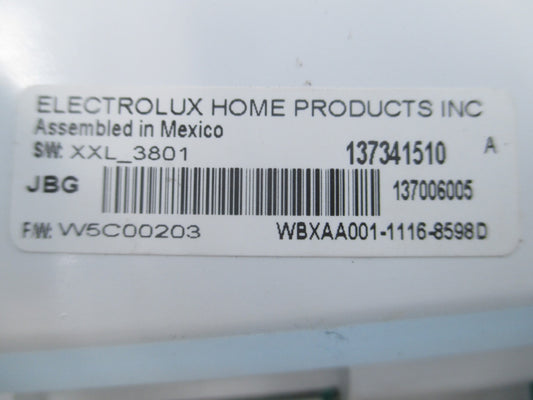 ELECTROLUX HOME PRODUCTS INC
Assembled in Mexico
SW: XXL_3801 137341510 A
JBG 137006005
F/W: W5C00203 WBXAA001-1116-8598D